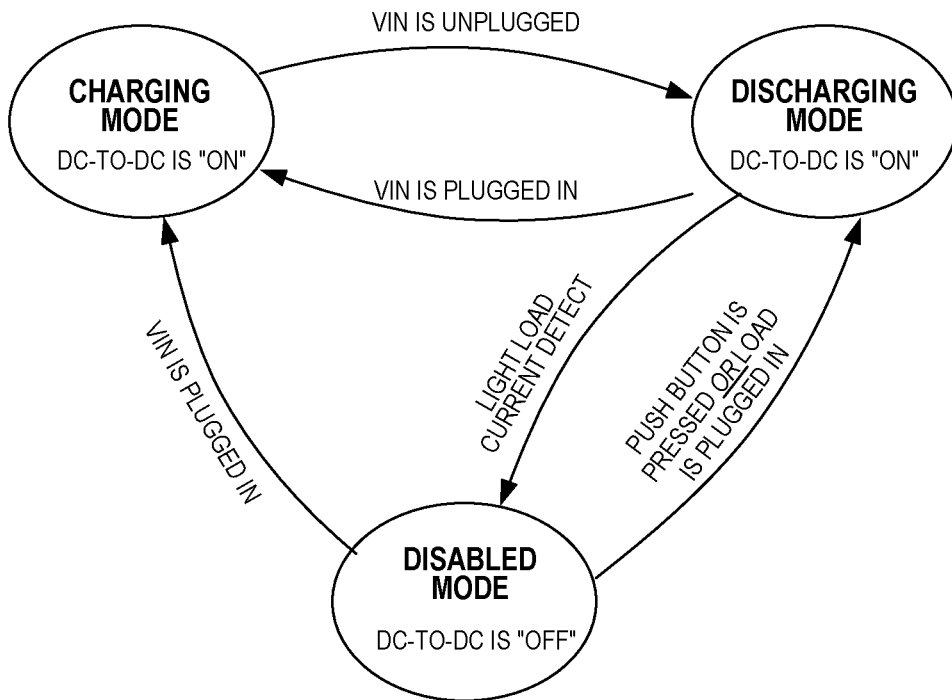 VIN IS UNPLUGGED
CHARGING
MODE
DC-TO-DC IS "ON"
DISCHARGING
MODE
DC-TO-DC IS "ON"
VIN IS PLUGGED IN
VIN IS PLUGGED IN
LIGHT LOAD
CURRENT DETECT
PUSH BUTTON IS
PRESSED OR LOAD
IS PLUGGED IN
DISABLED
MODE
DC-TO-DC IS "OFF"